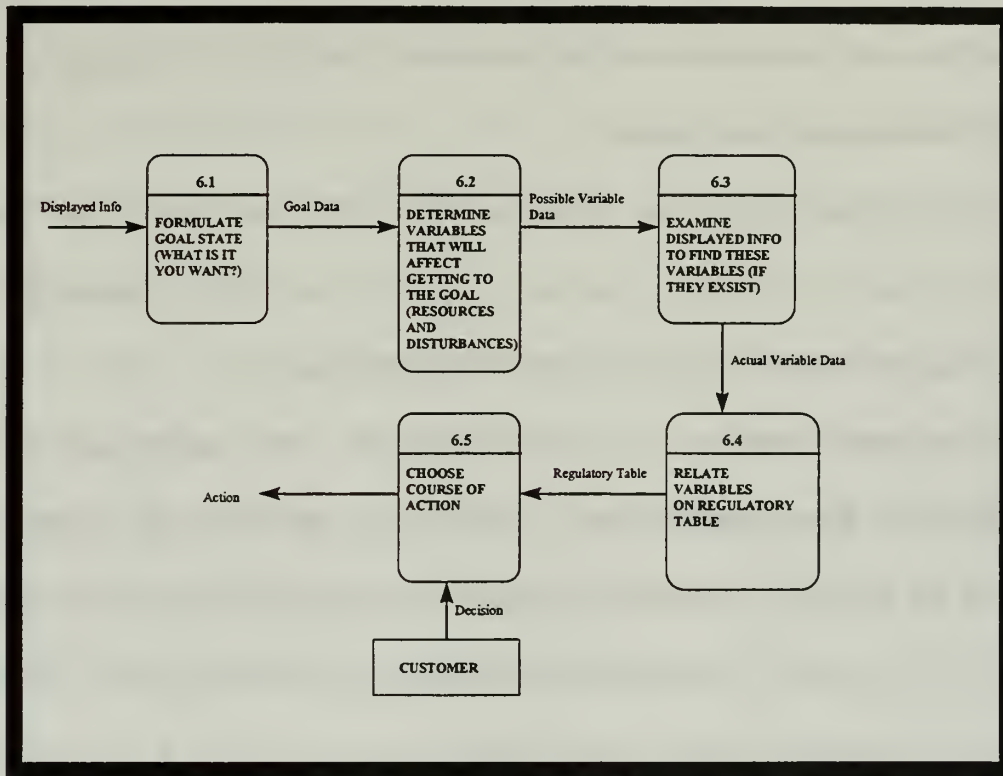 6.1
FORMULATE
GOAL STATE
(WHAT IS IT
YOU WANT?)
Displayed Info
Goal Data
6.2
DETERMINE
VARIABLES
THAT WILL
AFFECT
GETTING TO
THE GOAL
(RESOURCES
AND
DISTURBANCES)
Possible Variable
Data
6.3
EXAMINE
DISPLAYED INFO
TO FIND THESE
VARIABLES (IF
THEY EXSIST)
Actual Variable Data
6.4
RELATE
VARIABLES
ON REGULATORY
TABLE
Regulatory Table
6.5
CHOOSE
COURSE OF
ACTION
Action
Decision
CUSTOMER